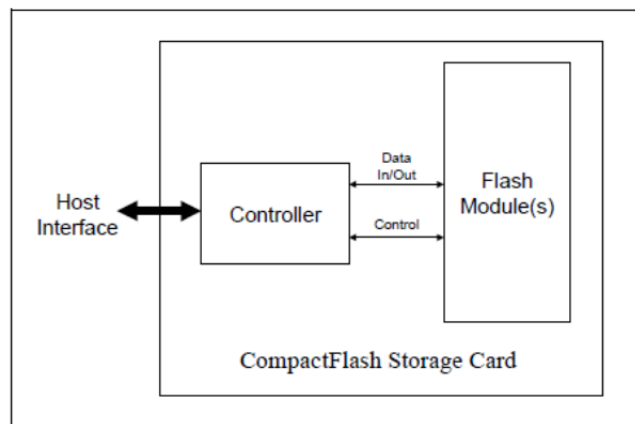 Host
Interface
Controller
Data
In/Out
Control
Flash
Module(s)
CompactFlash Storage Card